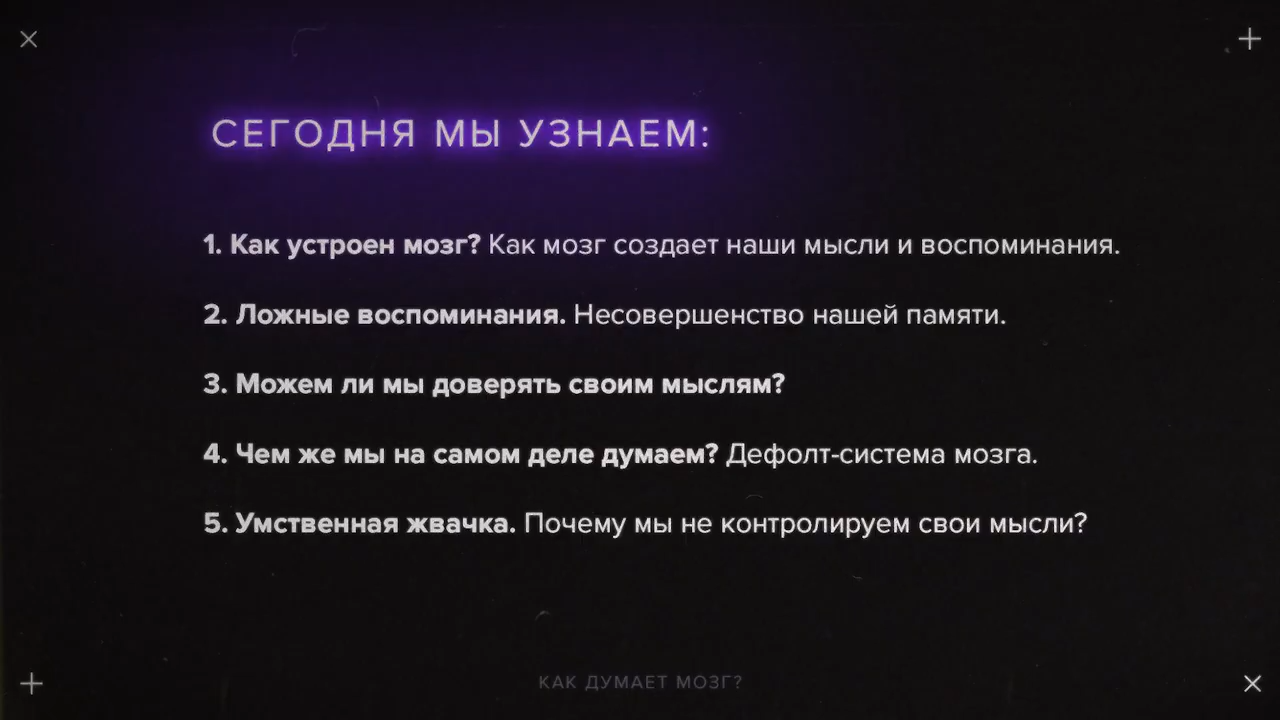 СЕГОДНЯ МЫ УЗНАЕМ:
1. Как устроен мозг? Как мозг создает наши мысли и воспоминания.
2. Ложные воспоминания. Несовершенство нашей памяти.
3. Можем ли мы доверять своим мыслям?
4. Чем же мы на самом деле думаем? Дефолт-система мозга.
5. Умственная жвачка. Почему мы не контролируем свои мысли?
КАК ДУМАЕТ МОЗГ?